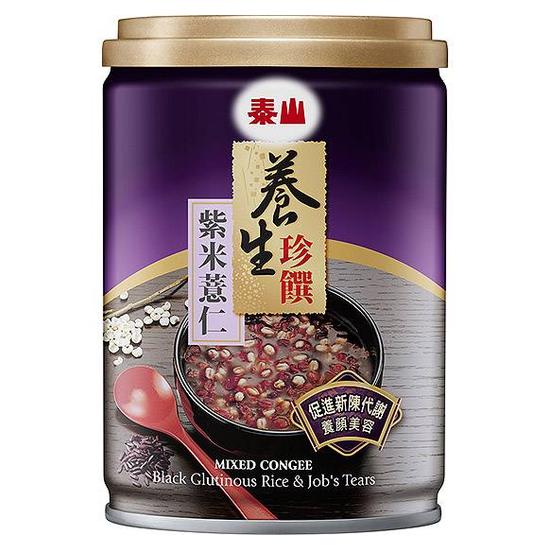 泰山
養生
珍饌
紫米薏仁
促進新陳代謝
養顏美容
MIXED CONGEE
Black Glutinous Rice & Job's Tears